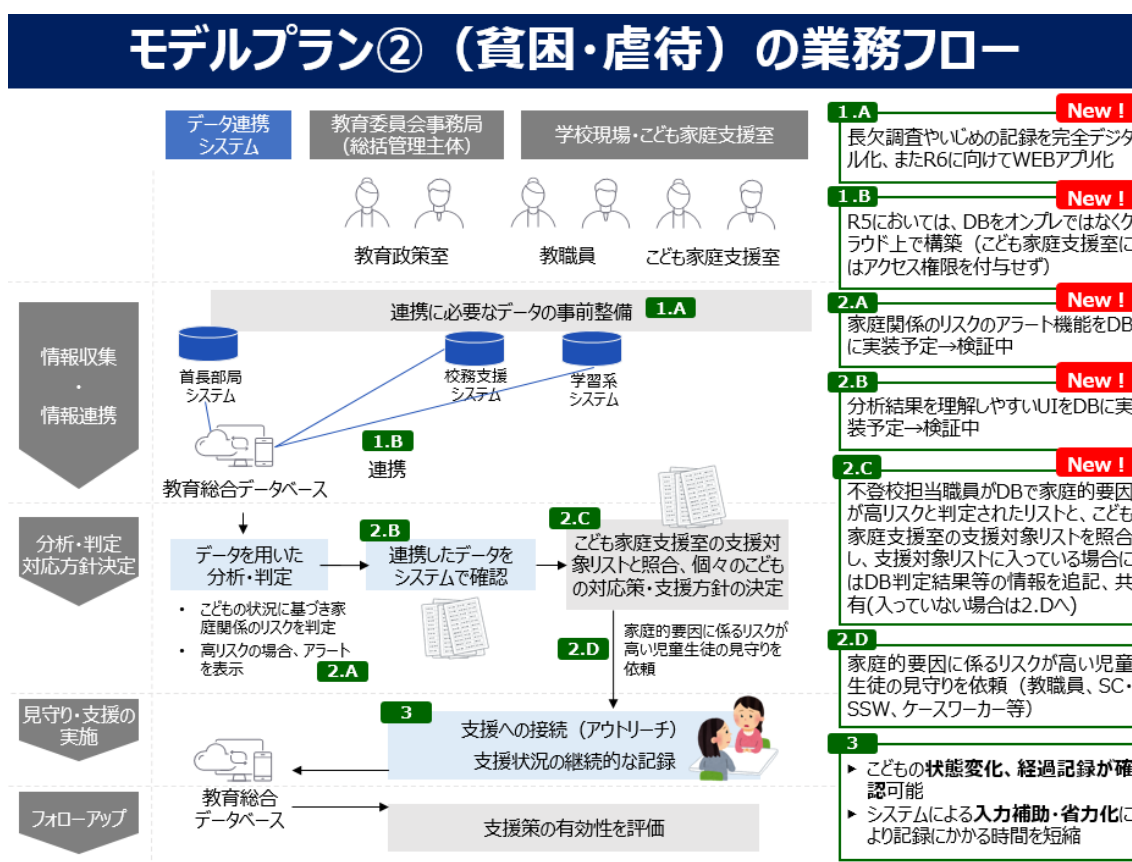 モデルプラン②（貧困・虐待）の業務フロー
データ連携
システム
教育委員会事務局
（総括管理主体）
学校現場・こども家庭支援室
教育政策室
教職員
こども家庭支援室
情報収集
・
情報連携
連携に必要なデータの事前整備
1.A
首長部局
システム
校務支援
システム
学習系
システム
1.B
連携
教育総合データベース
分析・判定
対応方針決定
データを用いた
分析・判定
• こどもの状況に基づき家
庭関係のリスクを判定
• 高リスクの場合、アラート
を表示
2.A
2.B
連携したデータを
システムで確認
2.C
こども家庭支援室の支援対
象リストと照合、個々のこども
の対応策・支援方針の決定
2.D
家庭的要因に係るリスクが
高い児童生徒の見守りを
依頼
見守り・支援の
実施
3
支援への接続（アウトリーチ）
支援状況の継続的な記録
教育総合
データベース
フォローアップ
支援策の有効性を評価
1.A
New！
長欠調査やいじめの記録を完全デジタ
ル化、またR6に向けてWEBアプリ化
1.B
New！
R5においては、DBをオンプレではなくク
ラウド上で構築（こども家庭支援室に
はアクセス権限を付与せず）
2.A
New！
家庭関係のリスクのアラート機能をDB
に実装予定→検証中
2.B
New！
分析結果を理解しやすいUIをDBに実
装予定→検証中
2.C
New！
不登校担当職員がDBで家庭的要因
が高リスクと判定されたリストと、こども
家庭支援室の支援対象リストを照合
し、支援対象リストに入っている場合に
はDB判定結果等の情報を追記、共
有(入っていない場合は2.Dへ)
2.D
家庭的要因に係るリスクが高い児童
生徒の見守りを依頼（教職員、SC・
SSW、ケースワーカー等）
3
▶ こどもの状態変化、経過記録が確
認可能
▶ システムによる入力補助・省力化に
より記録にかかる時間を短縮